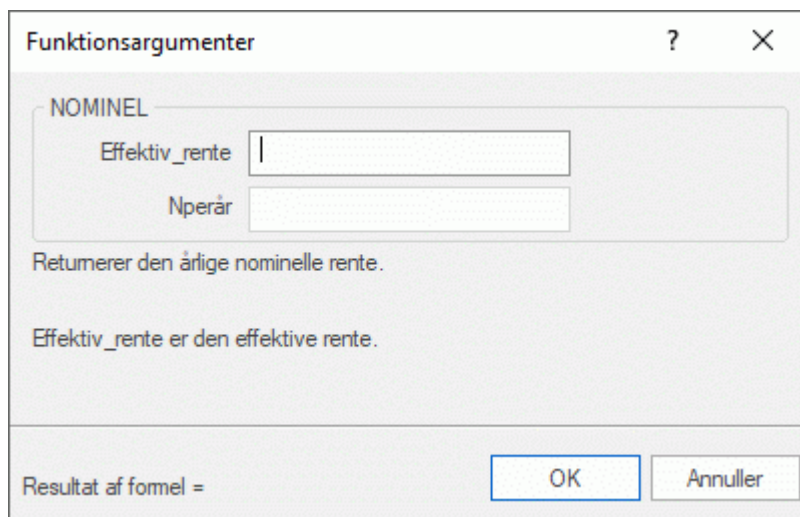 Funktionsargumenter ?
NOMINEL
Effektiv_rente
Nperår
Returnerer den årlige nominelle rente.
Effektiv_rente er den effektive rente.
Resultat af formel =
OK Annuller